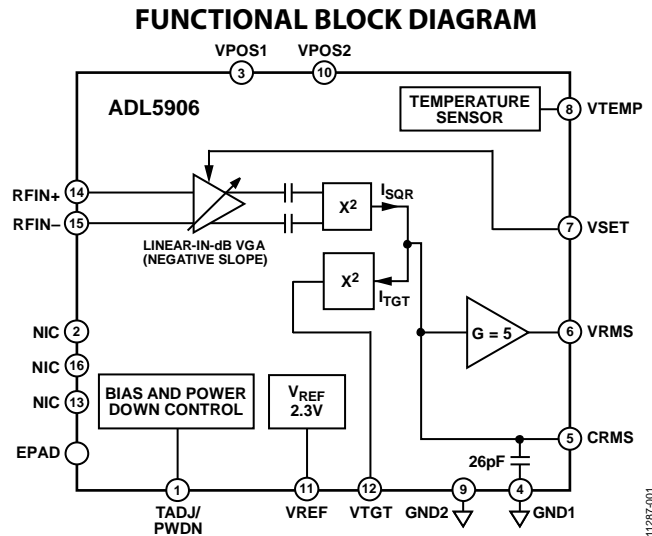 FUNCTIONAL BLOCK DIAGRAM
VPOS1
VPOS2
3
10
ADL5906
TEMPERATURE
SENSOR
8
VTEMP
RFIN+
14
RFIN–
15
LINEAR-IN-dB VGA
(NEGATIVE SLOPE)
X²
I_SQR
7
VSET
X²
I_TGT
NIC
2
NIC
16
NIC
13
EPAD
G = 5
6
VRMS
BIAS AND POWER
DOWN CONTROL
V_REF
2.3V
5
CRMS
26pF
1
11
12
9
4
TADJ/
PWDN
VREF
VTGT
GND2
GND1
11287-001